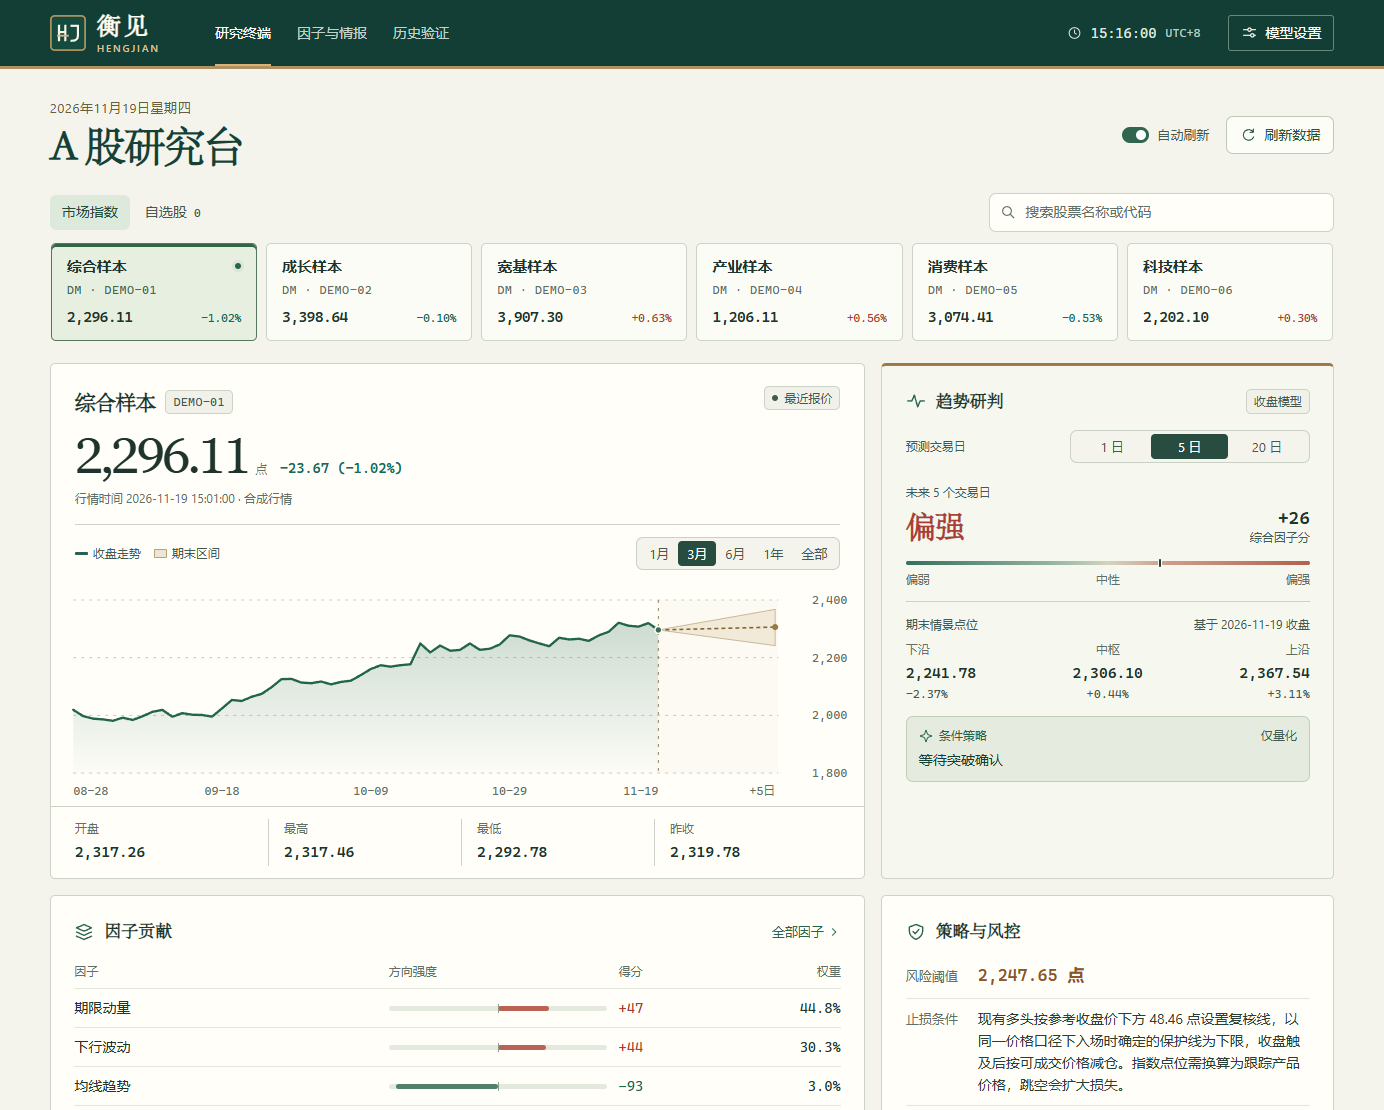 衡见
HENGJIAN
研究终端
因子与情报
历史验证
15:16:00 UTC+8
模型设置
2026年11月19日星期四
A 股研究台
自动刷新
刷新数据
市场指数
自选股 0
搜索股票名称或代码
综合样本
DM · DEMO-01
2,296.11 -1.02%
成长样本
DM · DEMO-02
3,398.64 -0.10%
宽基样本
DM · DEMO-03
3,907.30 +0.63%
产业样本
DM · DEMO-04
1,206.11 +0.56%
消费样本
DM · DEMO-05
3,074.41 -0.53%
科技样本
DM · DEMO-06
2,202.10 +0.30%
综合样本 DEMO-01
最近报价
2,296.11 点 -23.67 (-1.02%)
行情时间 2026-11-19 15:01:00 · 合成行情
收盘走势 期末区间
1月 3月 6月 1年 全部
2,400
2,200
2,000
1,800
08-28 09-18 10-09 10-29 11-19 +5日
开盘 最高 最低 昨收
2,317.26 2,317.46 2,292.78 2,319.78
趋势研判
收盘模型
预测交易日
1 日 5 日 20 日
未来 5 个交易日
偏强
+26
综合因子分
偏弱 中性 偏强
期末情景点位 基于 2026-11-19 收盘
下沿 中枢 上沿
2,241.78 2,306.10 2,367.54
-2.37% +0.44% +3.11%
条件策略 仅量化
等待突破确认
因子贡献
全部因子
因子 方向强度 得分 权重
期限动量 +47 44.8%
下行波动 +44 30.3%
均线趋势 -93 3.0%
策略与风控
风险阈值 2,247.65 点
止损条件 现有多头按参考收盘价下方 48.46 点设置复核线，以
同一价格口径下入场时确定的保护线为下限，收盘触
及后按可成交价格减仓。指数点位需换算为跟踪产品
价格，跳空会扩大损失。